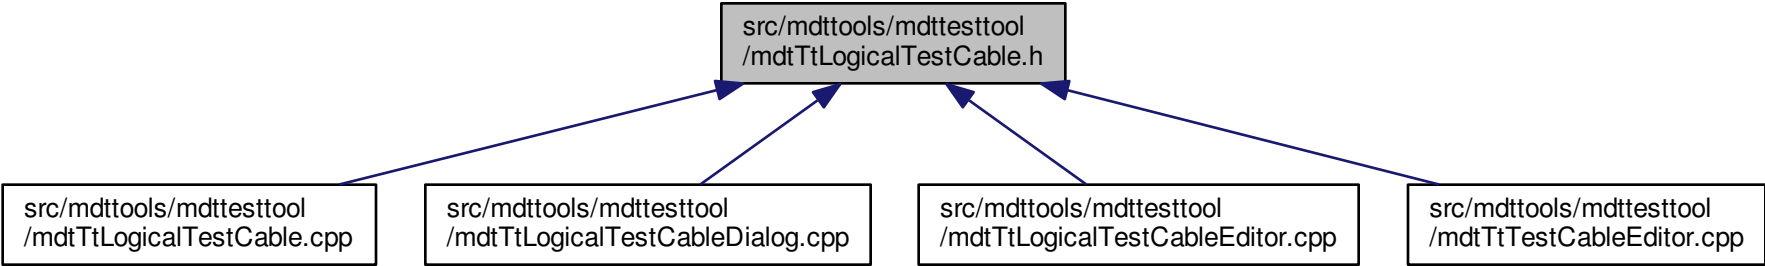 src/mdttools/mdttesttool
/mdtTtLogicalTestCable.h
src/mdttools/mdttesttool
/mdtTtLogicalTestCable.cpp
src/mdttools/mdttesttool
/mdtTtLogicalTestCableDialog.cpp
src/mdttools/mdttesttool
/mdtTtLogicalTestCableEditor.cpp
src/mdttools/mdttesttool
/mdtTtTestCableEditor.cpp